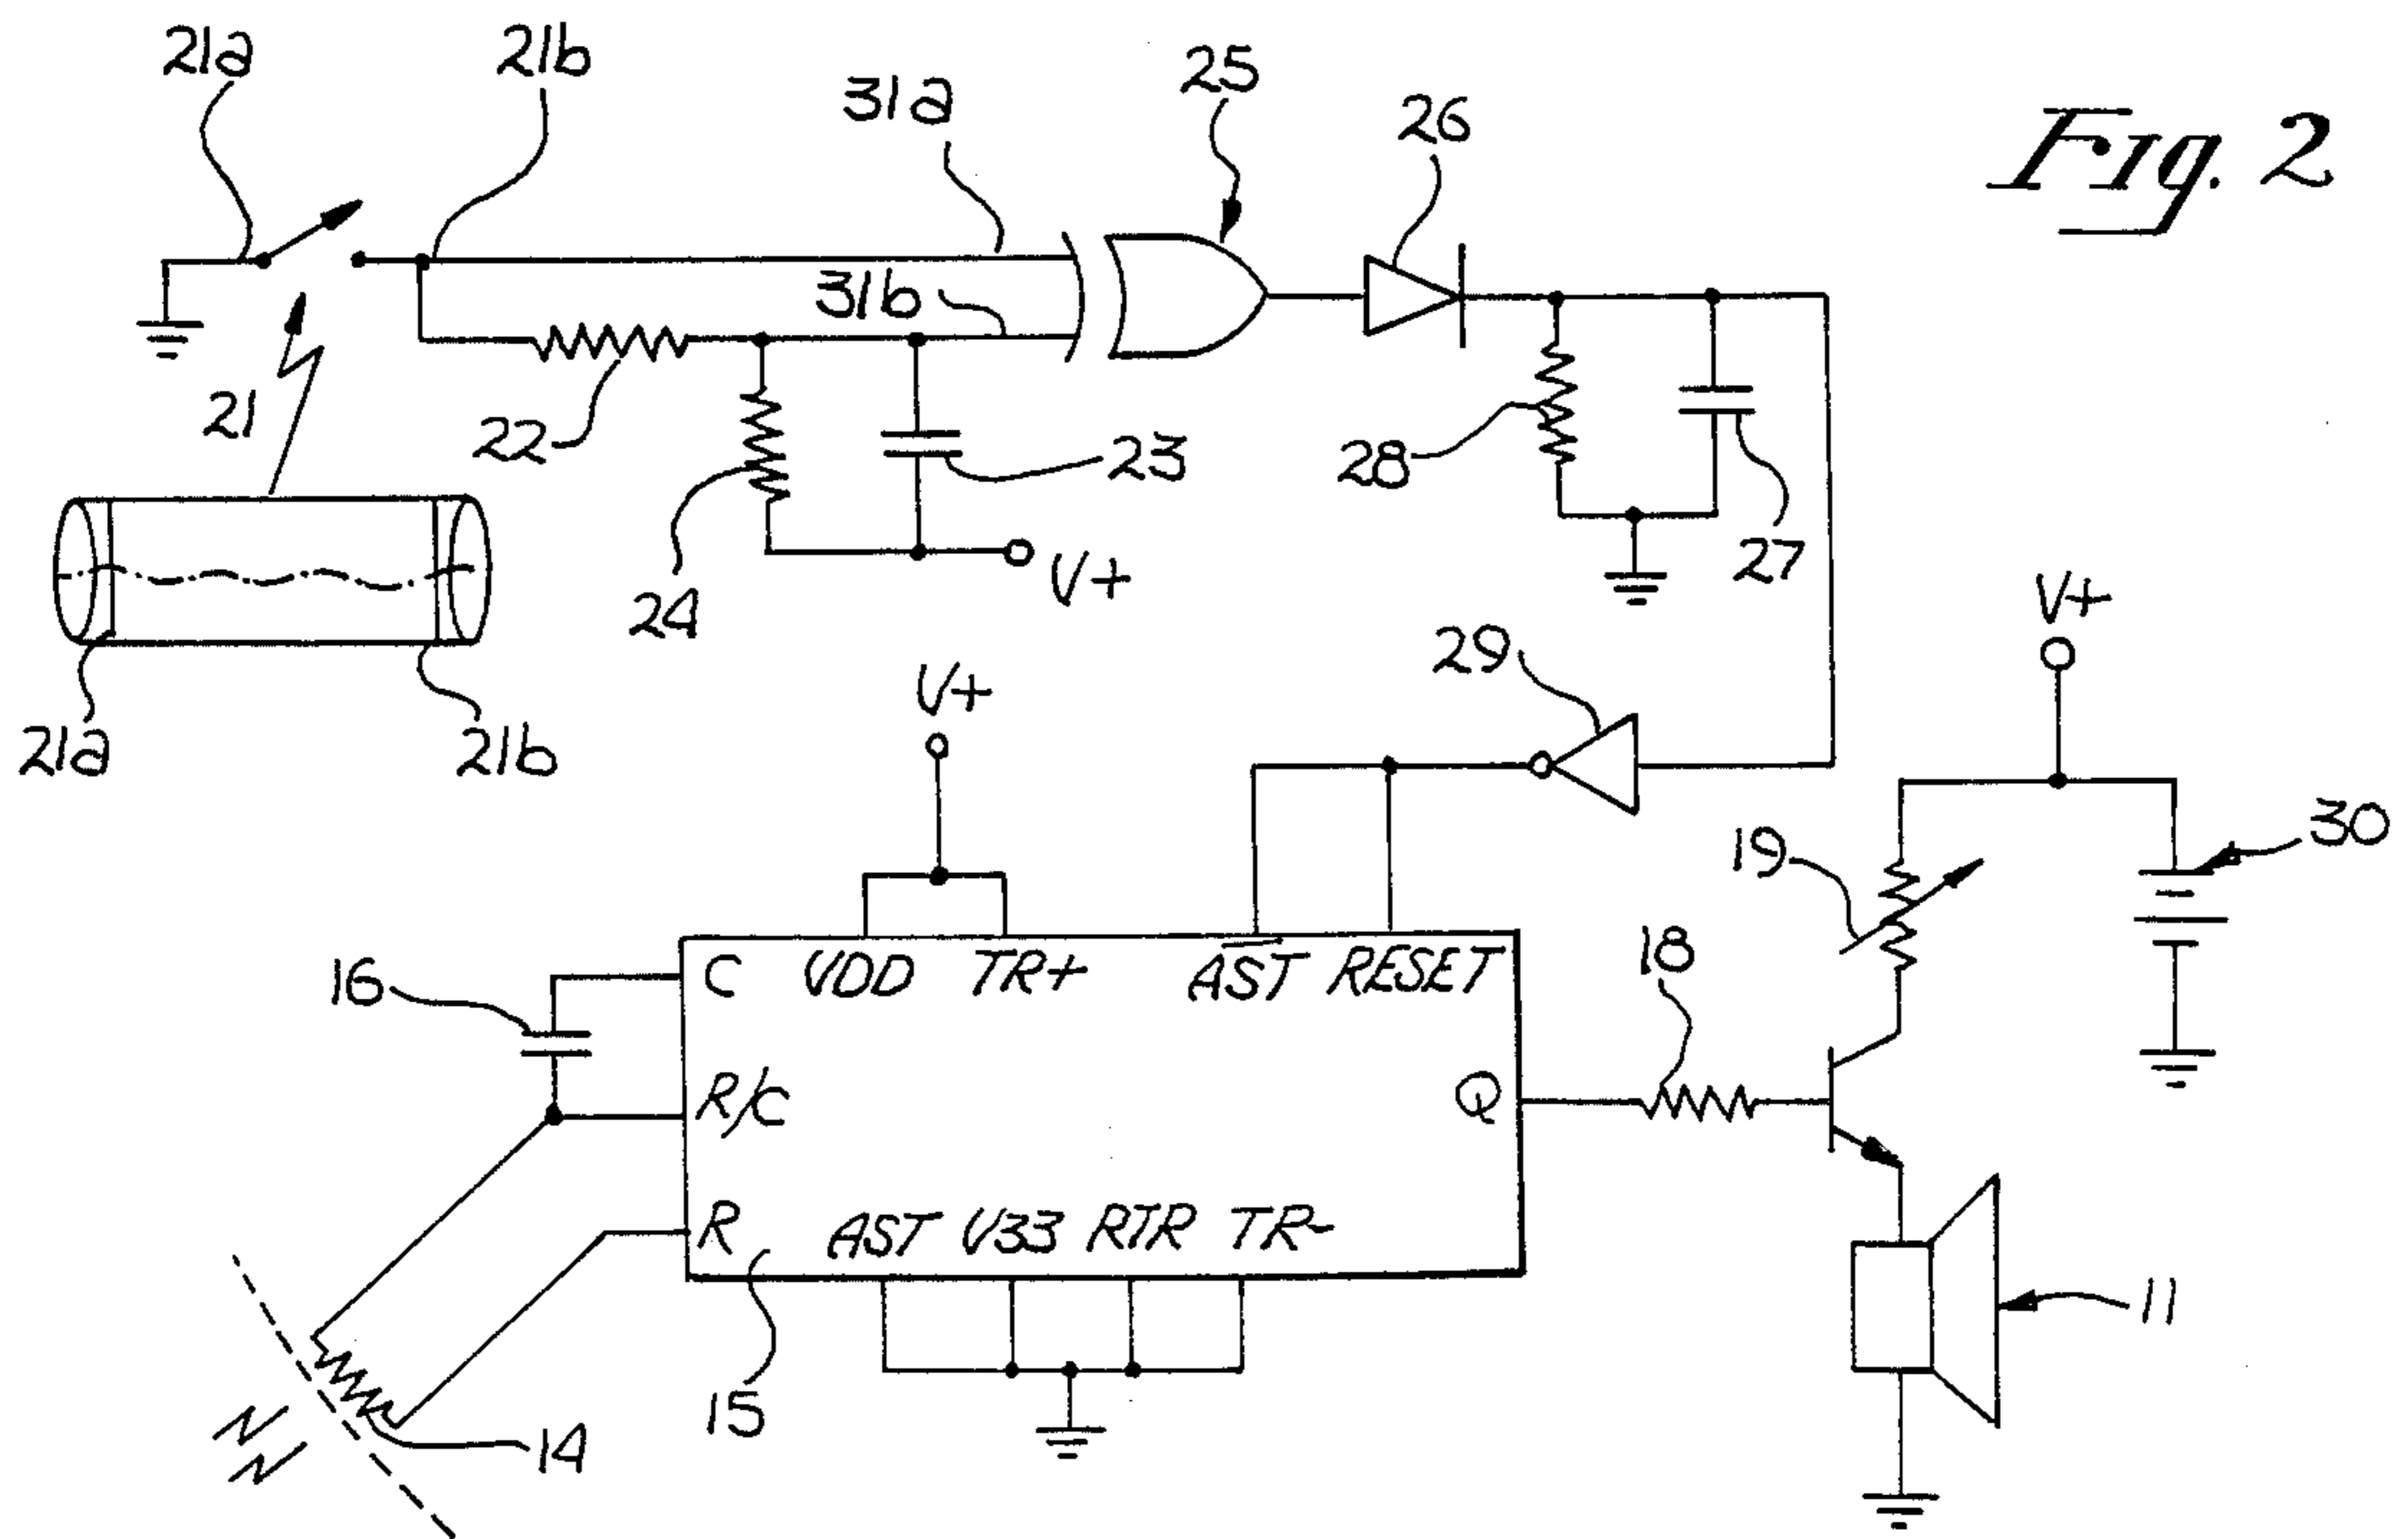 21a
21b
31a
25
26
Fig. 2
31b
21
22
23
28
27
24
V+
V+
29
21a
21b
V+
19
30
18
16
C
VDD
TR+
AST
RESET
R/C
Q
R
AST
V33
RTR
TR-
11
15
14